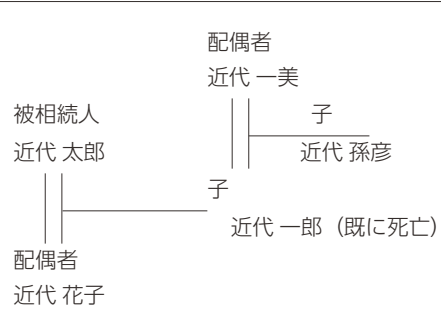 配偶者
近代 一美
被相続人
近代 太郎
子
近代 孫彦
子
近代 一郎（既に死亡）
配偶者
近代 花子